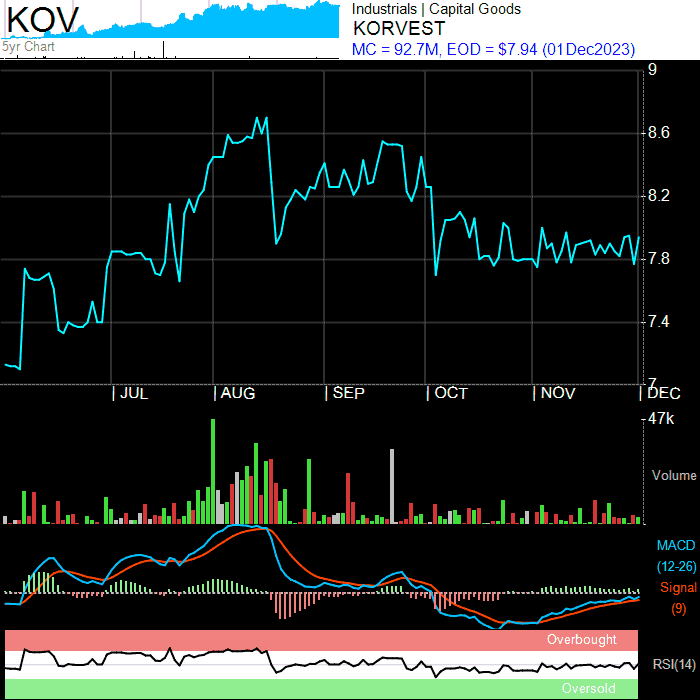 KOV
5yr Chart
Industrials | Capital Goods
KORVEST
MC = 92.7M, EOD = $7.94 (01Dec2023)
9
8.6
8.2
7.8
7.4
7
| JUL | AUG | SEP | OCT | NOV | DEC
47k
Volume
MACD
(12-26)
Signal
(9)
Overbought
RSI(14)
Oversold